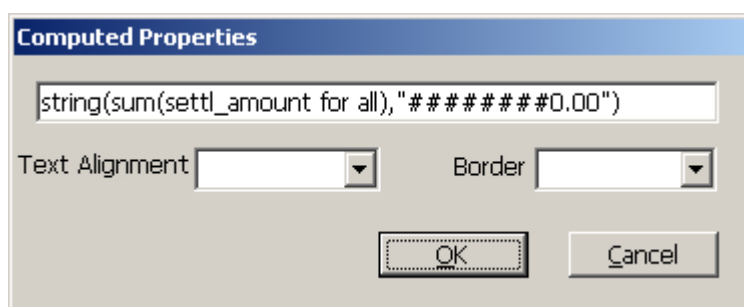 Computed Properties
string(sum(settl_amount for all),"########0.00")
Text Alignment Border
OK Cancel